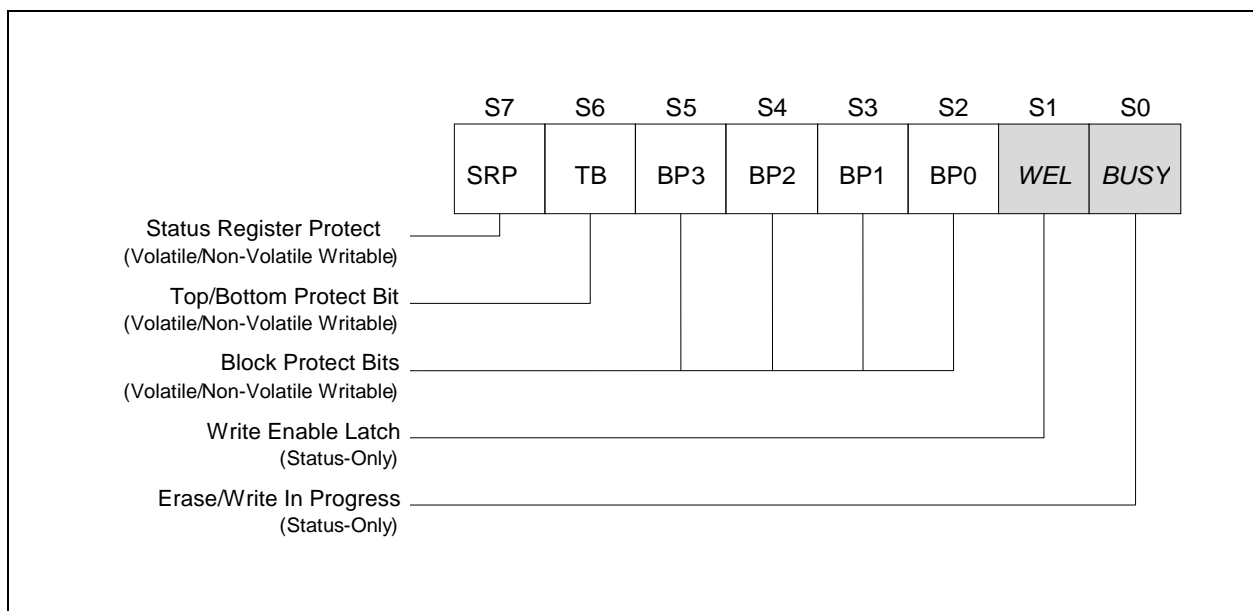 S7 S6 S5 S4 S3 S2 S1 S0
SRP TB BP3 BP2 BP1 BP0 WEL BUSY
Status Register Protect
(Volatile/Non-Volatile Writable)
Top/Bottom Protect Bit
(Volatile/Non-Volatile Writable)
Block Protect Bits
(Volatile/Non-Volatile Writable)
Write Enable Latch
(Status-Only)
Erase/Write In Progress
(Status-Only)